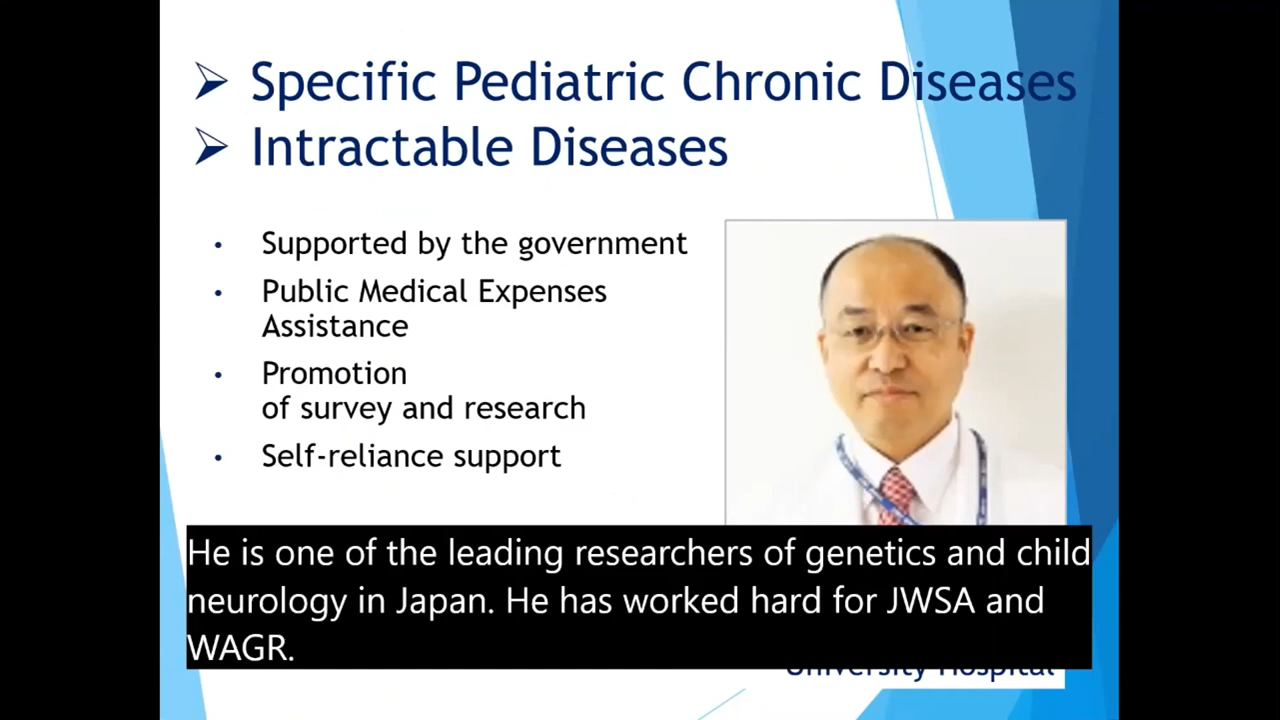 ➢ Specific Pediatric Chronic Diseases
➢ Intractable Diseases
• Supported by the government
• Public Medical Expenses
Assistance
• Promotion
of survey and research
• Self-reliance support
He is one of the leading researchers of genetics and child
neurology in Japan. He has worked hard for JWSA and
WAGR.
University Hospital